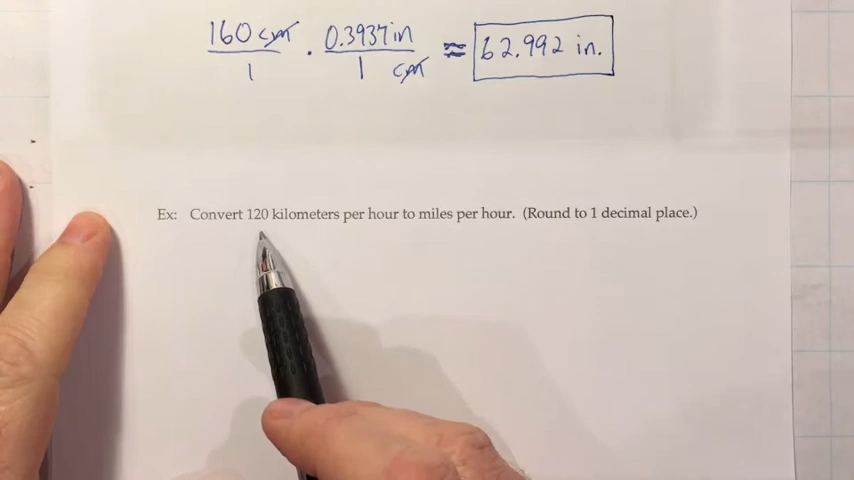 160 cm · 0.3937 in ≈ 62.992 in.
1 1 cm
Ex: Convert 120 kilometers per hour to miles per hour. (Round to 1 decimal place.)